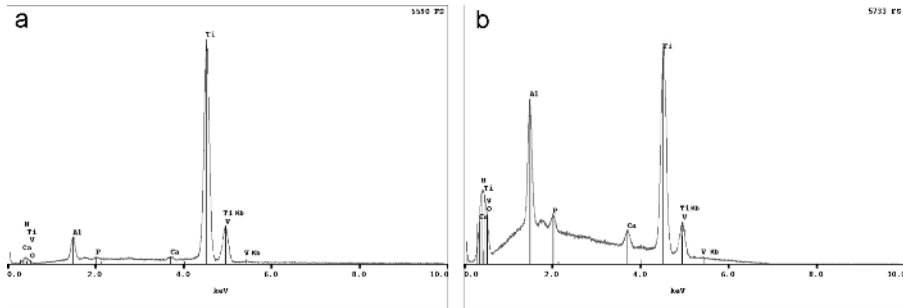 a
5590 FS
Ti
N
Ti
V
Ca
O
Al
P
Ca
Ti Kb
V
V Kb
0.0 2.0 4.0 6.0 8.0 10.0
keV
b
5733 FS
Ti
Al
N
Ti
V
O
Ca
P
Ca
Ti Kb
V
V Kb
0.0 2.0 4.0 6.0 8.0 10.0
keV